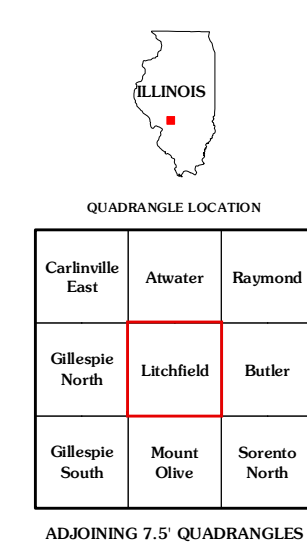 ILLINOIS
QUADRANGLE LOCATION
Carlinville
East
Atwater
Raymond
Gillespie
North
Litchfield
Butler
Gillespie
South
Mount
Olive
Sorento
North
ADJOINING 7.5' QUADRANGLES